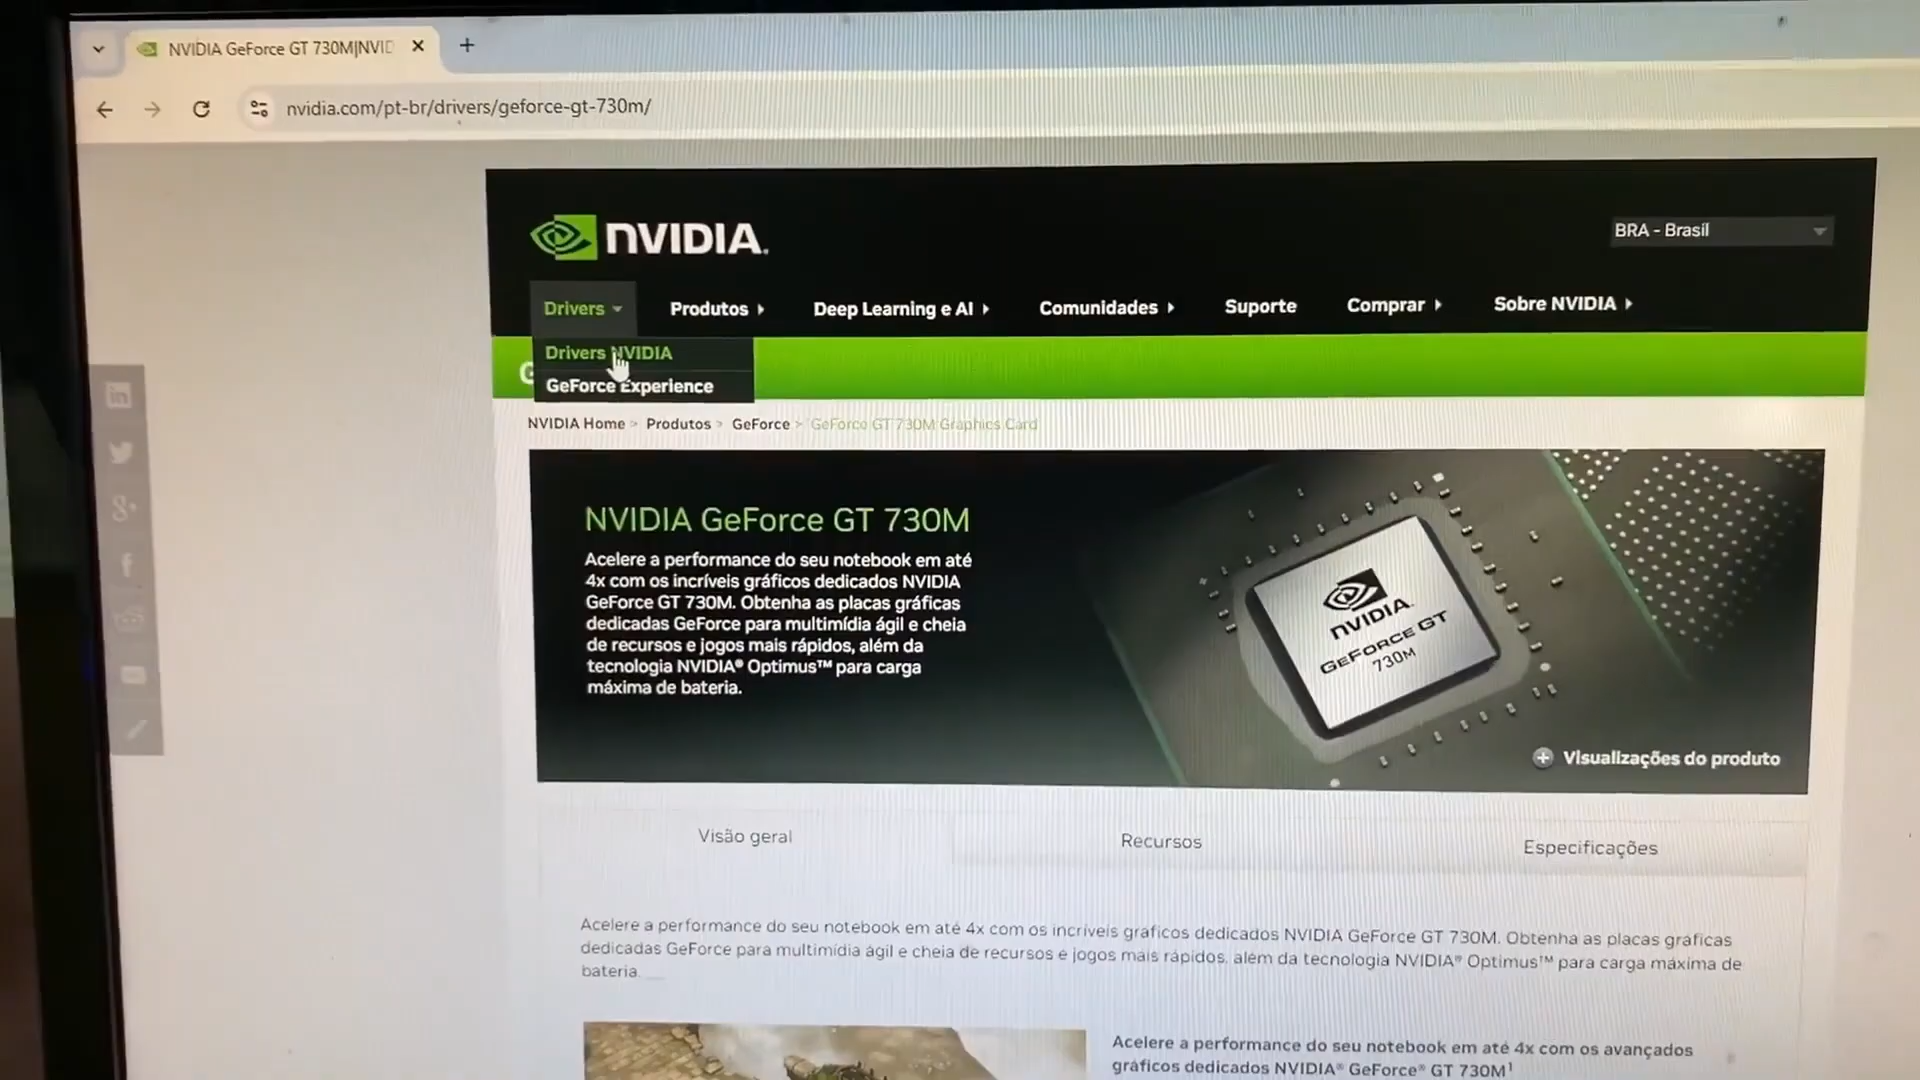 NVIDIA GeForce GT 730M|NVID
nvidia.com/pt-br/drivers/geforce-gt-730m/
NVIDIA.
BRA - Brasil
Drivers
Produtos
Deep Learning e AI
Comunidades
Suporte
Comprar
Sobre NVIDIA
Drivers NVIDIA
GeForce Experience
NVIDIA Home > Produtos > GeForce > GeForce GT 730M Graphics Card
NVIDIA GeForce GT 730M
Acelere a performance do seu notebook em até
4x com os incríveis gráficos dedicados NVIDIA
GeForce GT 730M. Obtenha as placas gráficas
dedicadas GeForce para multimídia ágil e cheia
de recursos e jogos mais rápidos, além da
tecnologia NVIDIA® Optimus™ para carga
máxima de bateria.
NVIDIA.
GEFORCE GT
730M
Visualizações do produto
Visão geral
Recursos
Especificações
Acelere a performance do seu notebook em até 4x com os incríveis gráficos dedicados NVIDIA GeForce GT 730M. Obtenha as placas gráficas
dedicadas GeForce para multimídia ágil e cheia de recursos e jogos mais rápidos, além da tecnologia NVIDIA® Optimus™ para carga máxima de
bateria.
Acelere a performance do seu notebook em até 4x com os avançados
gráficos dedicados NVIDIA® GeForce® GT 730M¹